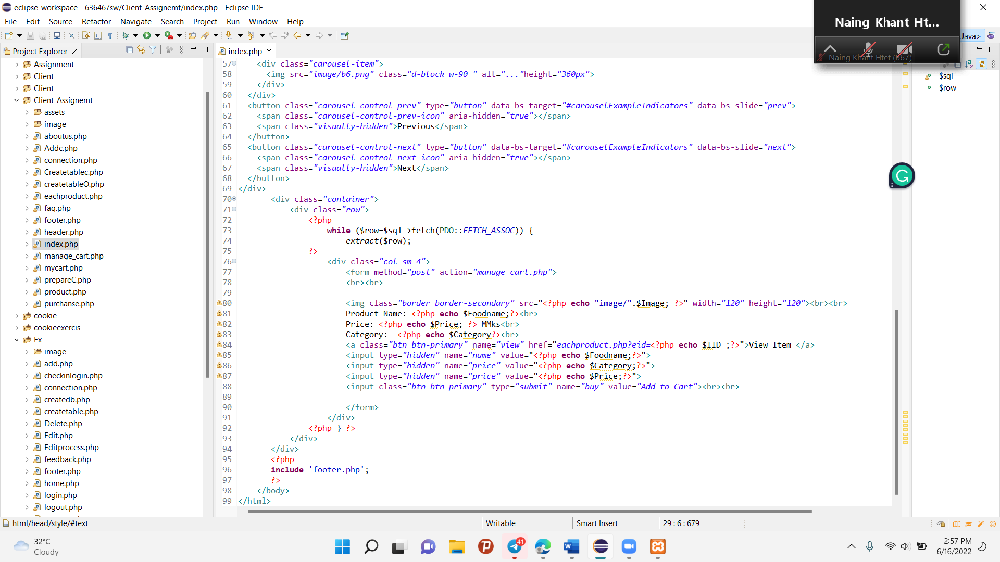 eclipse-workspace - 636467sw/Client_Assignemt/index.php - Eclipse IDE
Naing Khant Ht...
Naing Khant Htet (B67)
File Edit Source Refactor Navigate Search Project Run Window Help
<Java>
Project Explorer
index.php
Assignment
Client
Client_
Client_Assignemt
assets
image
aboutus.php
Addc.php
connection.php
Createtablec.php
createtableO.php
eachproduct.php
faq.php
footer.php
header.php
index.php
manage_cart.php
mycart.php
prepareC.php
product.php
purchanse.php
cookie
cookieexercis
Ex
image
add.php
checkinlogin.php
connection.php
createdb.php
createtable.php
Delete.php
Edit.php
Editprocess.php
feedback.php
footer.php
home.php
login.php
logout.php
57 <div class="carousel-item">
58 <img src="image/b6.png" class="d-block w-90 " alt="..."height="360px">
59 </div>
60 </div>
61 <button class="carousel-control-prev" type="button" data-bs-target="#carouselExampleIndicators" data-bs-slide="prev">
62 <span class="carousel-control-prev-icon" aria-hidden="true"></span>
63 <span class="visually-hidden">Previous</span>
64 </button>
65 <button class="carousel-control-next" type="button" data-bs-target="#carouselExampleIndicators" data-bs-slide="next">
66 <span class="carousel-control-next-icon" aria-hidden="true"></span>
67 <span class="visually-hidden">Next</span>
68 </button>
69 </div>
70 <div class="container">
71 <div class="row">
72 <?php
73 while ($row=$sql->fetch(PDO::FETCH_ASSOC)) {
74 extract($row);
75 ?>
76 <div class="col-sm-4">
77 <form method="post" action="manage_cart.php">
78 <br><br>
79
80 <img class="border border-secondary" src="<?php echo "image/".$Image; ?>" width="120" height="120"><br><br>
81 Product Name: <?php echo $Foodname;?><br>
82 Price: <?php echo $Price; ?> MMks<br>
83 Category:  <?php echo $Category?><br>
84 <a class="btn btn-primary" name="view" href="eachproduct.php?eid=<?php echo $IID ;?>">View Item </a>
85 <input type="hidden" name="name" value="<?php echo $Foodname;?>">
86 <input type="hidden" name="price" value="<?php echo $Category;?>">
87 <input type="hidden" name="price" value="<?php echo $Price;?>">
88 <input class="btn btn-primary" type="submit" name="buy" value="Add to Cart"><br><br>
89
90 </form>
91 </div>
92 <?php } ?>
93 </div>
94 </div>
95 <?php
96 include 'footer.php';
97 ?>
98 </body>
99 </html>
$sql
$row
html/head/style/#text
Writable
Smart Insert
29 : 6 : 679
32°C
Cloudy
41
2:57 PM
6/16/2022